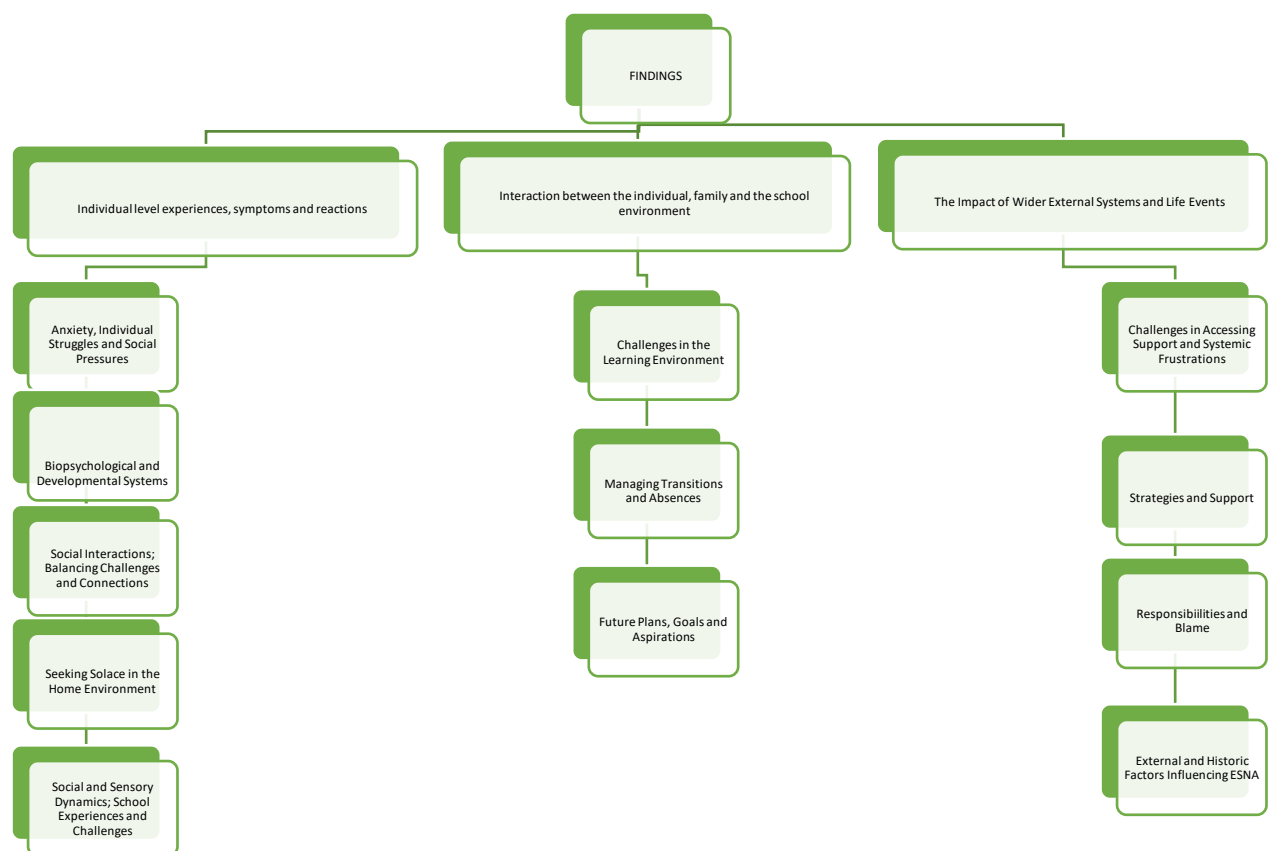 FINDINGS
Individual level experiences, symptoms and reactions
Interaction between the individual, family and the school
environment
The Impact of Wider External Systems and Life Events
Anxiety, Individual
Struggles and Social
Pressures
Biopsychological and
Developmental Systems
Social Interactions;
Balancing Challenges
and Connections
Seeking Solace in the
Home Environment
Social and Sensory
Dynamics; School
Experiences and
Challenges
Challenges in the
Learning Environment
Managing Transitions
and Absences
Future Plans, Goals and
Aspirations
Challenges in Accessing
Support and Systemic
Frustrations
Strategies and Support
Responsibiilities and
Blame
External and Historic
Factors Influencing ESNA